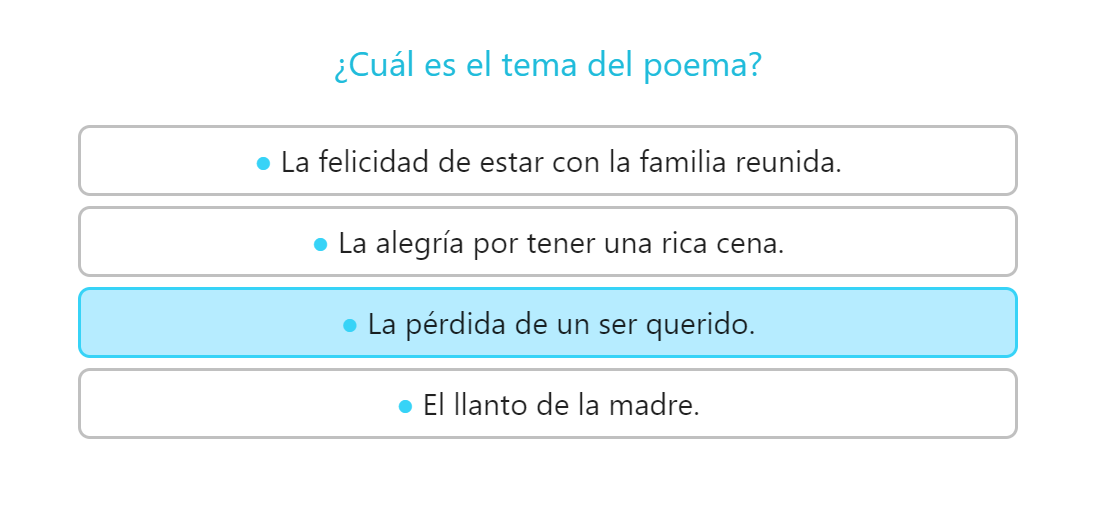 ¿Cuál es el tema del poema?
● La felicidad de estar con la familia reunida.
● La alegría por tener una rica cena.
● La pérdida de un ser querido.
● El llanto de la madre.